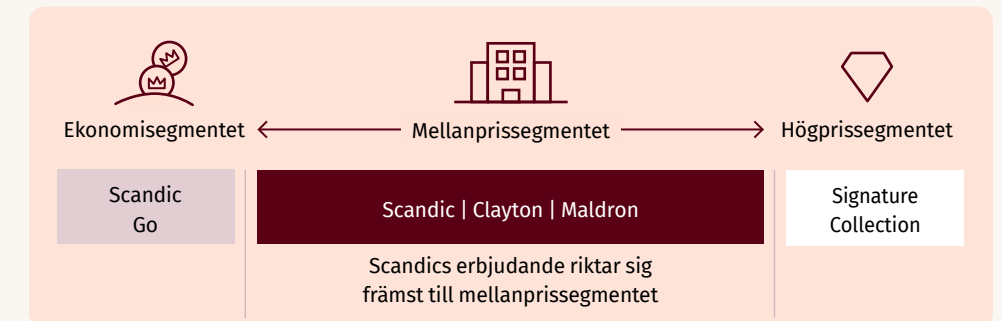 Ekonomisegmentet
Mellanprissegmentet
Högprissegmentet
Scandic
Go
Scandic | Clayton | Maldron
Signature
Collection
Scandics erbjudande riktar sig
främst till mellanprissegmentet